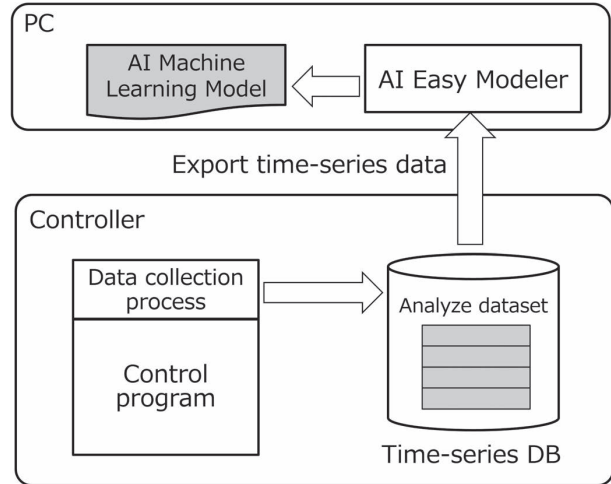 PC
AI Machine
Learning Model
AI Easy Modeler
Export time-series data
Controller
Data collection
process
Control
program
Analyze dataset
Time-series DB